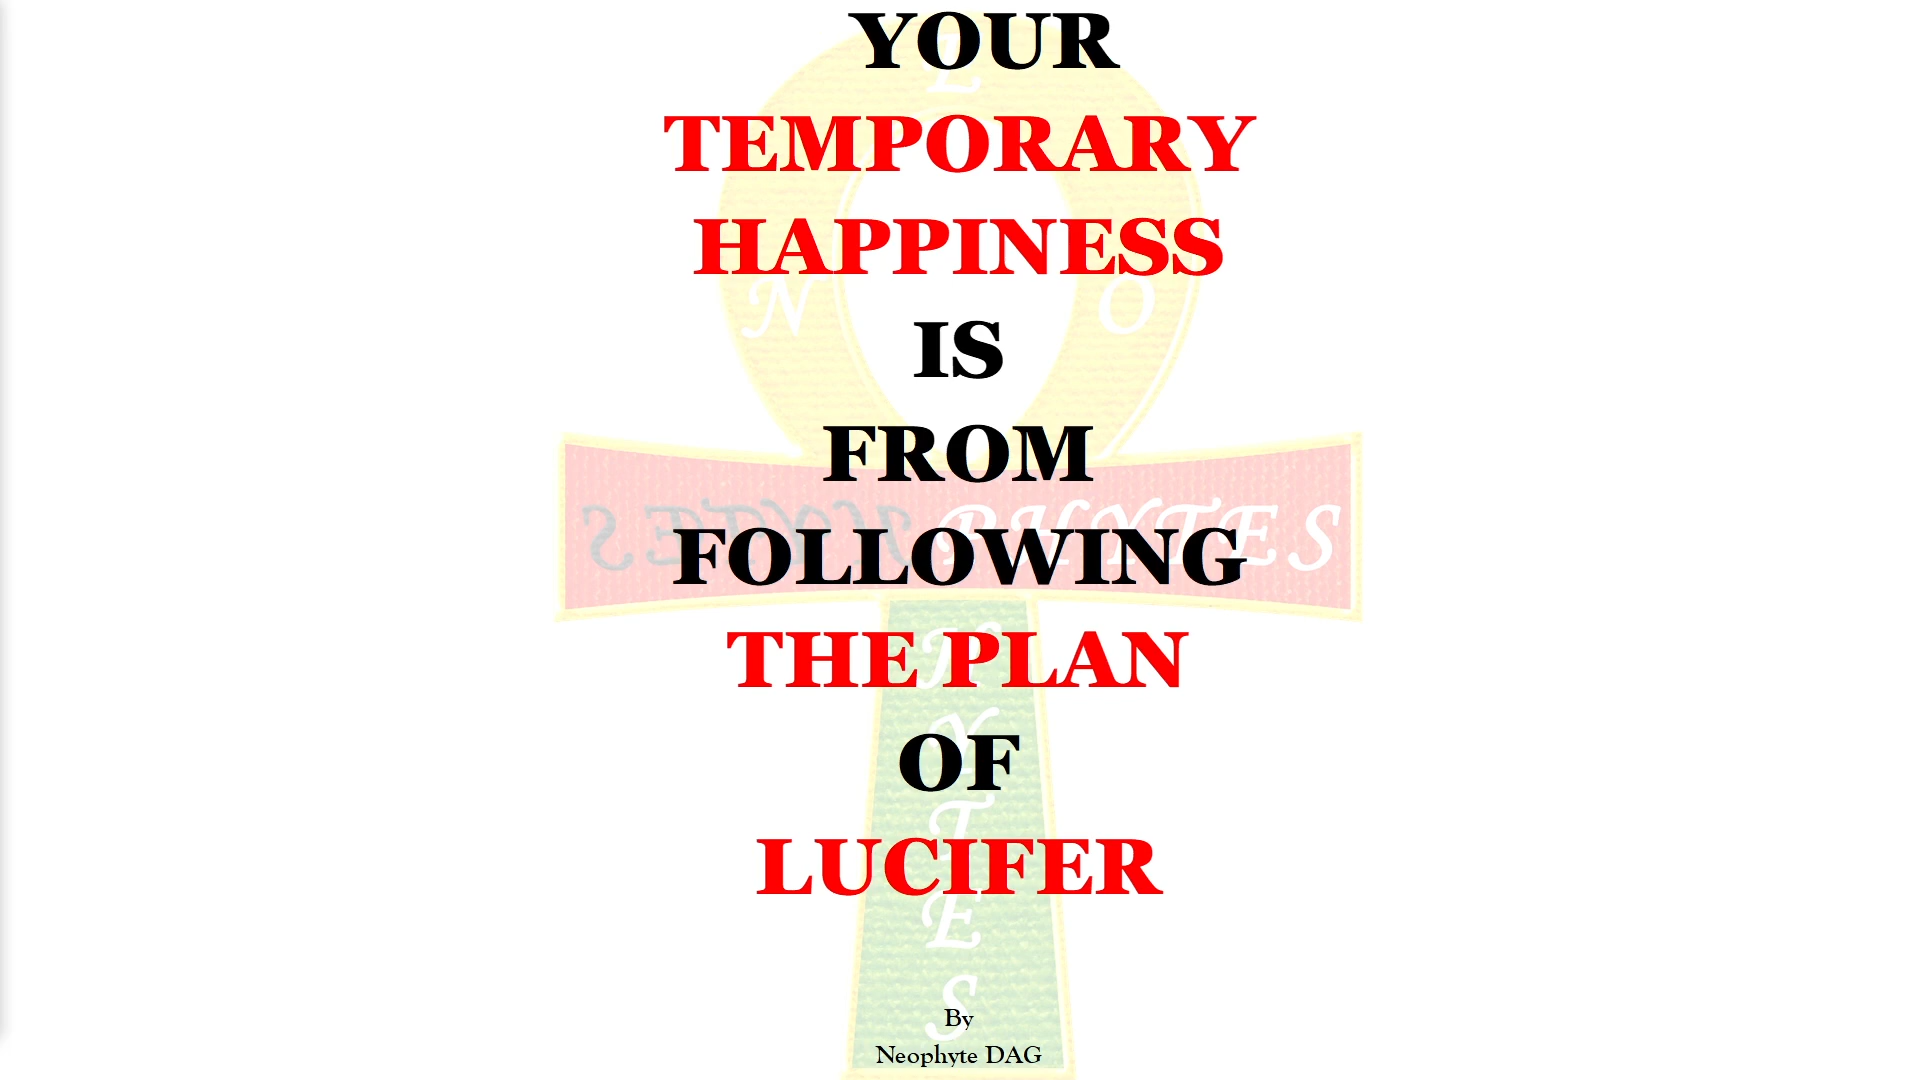 YOUR
TEMPORARY
HAPPINESS
IS
FROM
FOLLOWING
THE PLAN
OF
LUCIFER
By
Neophyte DAG